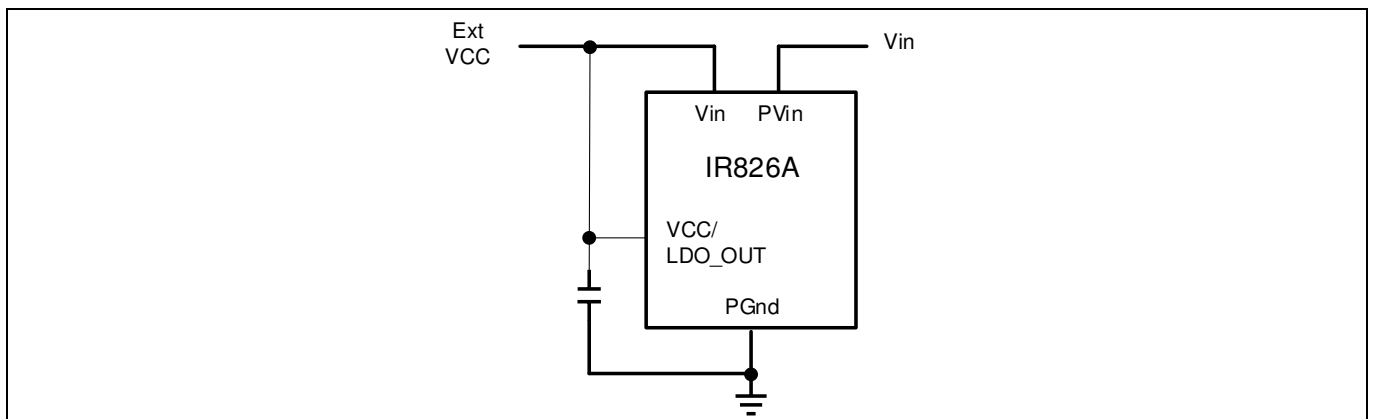 Ext
VCC
Vin
Vin PVin
IR826A
VCC/
LDO_OUT
PGnd